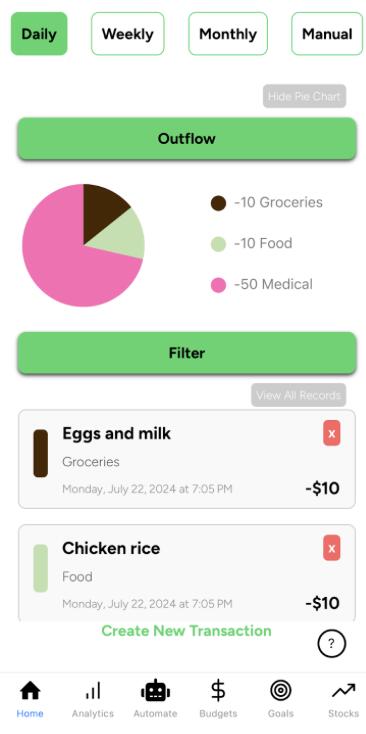 Daily Weekly Monthly Manual
Hide Pie Chart
Outflow
-10 Groceries
-10 Food
-50 Medical
Filter
View All Records
Eggs and milk
x
Groceries
Monday, July 22, 2024 at 7:05 PM
-$10
Chicken rice
x
Food
Monday, July 22, 2024 at 7:05 PM
-$10
Create New Transaction
?
Home Analytics Automate Budgets Goals Stocks